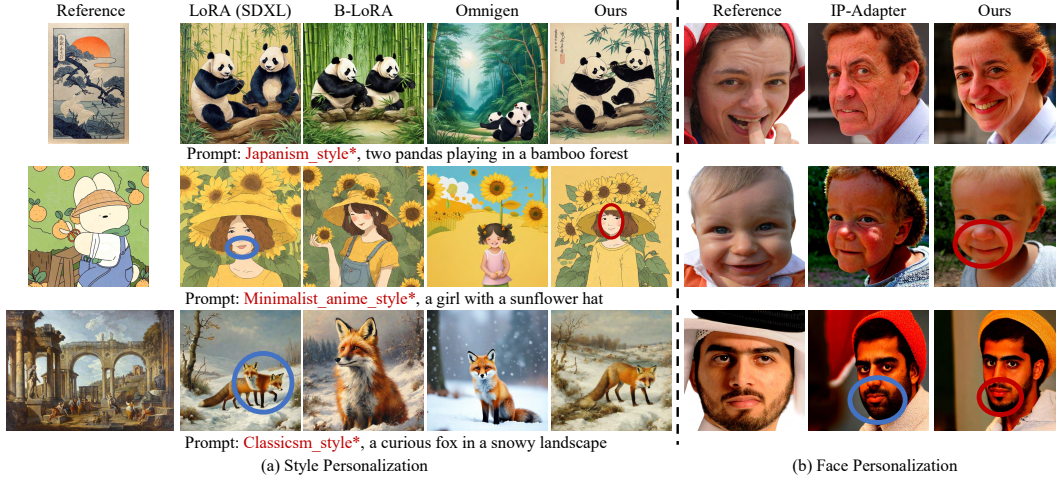 Reference LoRA (SDXL) B-LoRA Omnigen Ours Reference IP-Adapter Ours
Prompt: Japanism_style*, two pandas playing in a bamboo forest
Prompt: Minimalist_anime_style*, a girl with a sunflower hat
Prompt: Classicsm_style*, a curious fox in a snowy landscape
(a) Style Personalization (b) Face Personalization